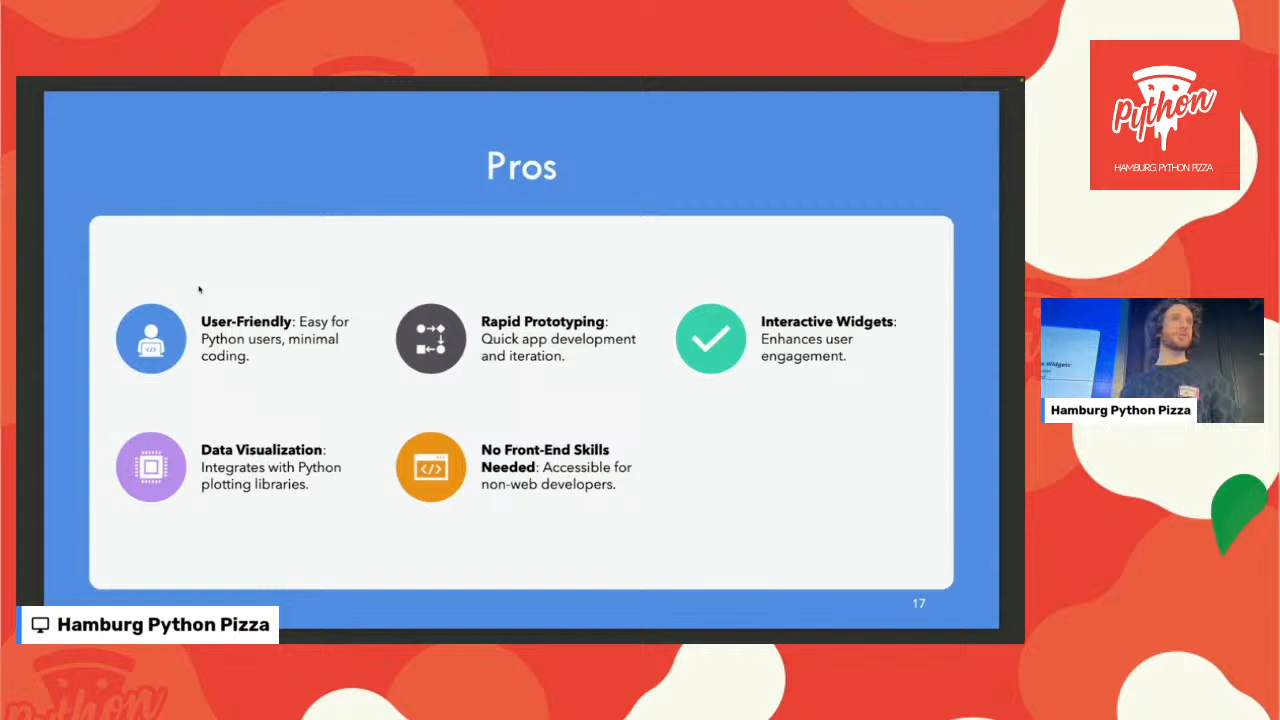 Pros
User-Friendly: Easy for
Python users, minimal
coding.
Rapid Prototyping:
Quick app development
and iteration.
Interactive Widgets:
Enhances user
engagement.
Data Visualization:
Integrates with Python
plotting libraries.
No Front-End Skills
Needed: Accessible for
non-web developers.
17
Hamburg Python Pizza
Python
HAMBURG PYTHON PIZZA
Widgets:
Hamburg Python Pizza
Python